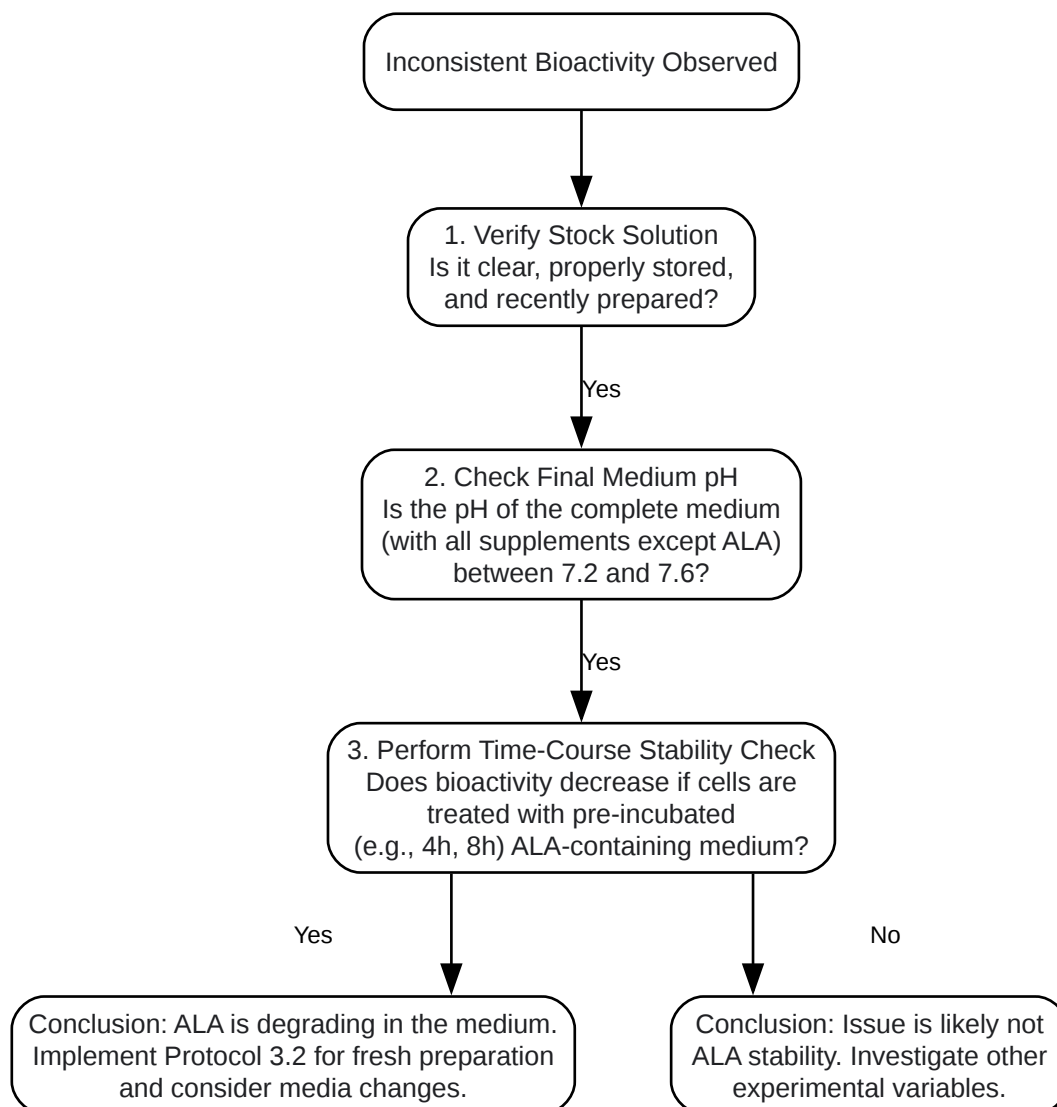 Inconsistent Bioactivity Observed
1. Verify Stock Solution
Is it clear, properly stored,
and recently prepared?
Yes
2. Check Final Medium pH
Is the pH of the complete medium
(with all supplements except ALA)
between 7.2 and 7.6?
Yes
3. Perform Time-Course Stability Check
Does bioactivity decrease if cells are
treated with pre-incubated
(e.g., 4h, 8h) ALA-containing medium?
Yes
No
Conclusion: ALA is degrading in the medium.
Implement Protocol 3.2 for fresh preparation
and consider media changes.
Conclusion: Issue is likely not
ALA stability. Investigate other
experimental variables.